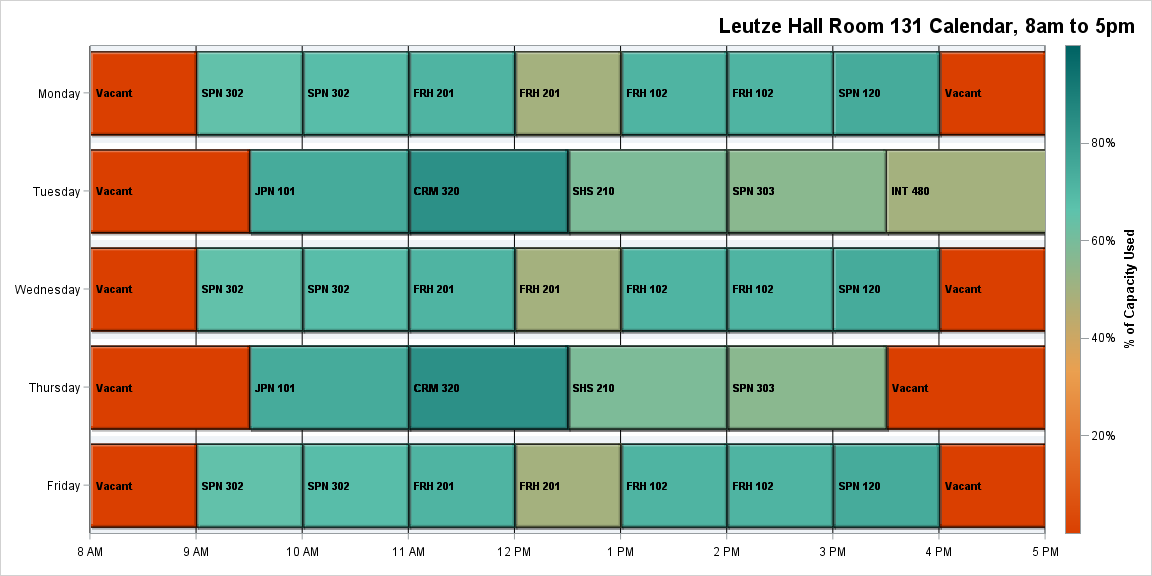 Leutze Hall Room 131 Calendar, 8am to 5pm
Monday
Vacant
SPN 302
SPN 302
FRH 201
FRH 201
FRH 102
FRH 102
SPN 120
Vacant
Tuesday
Vacant
JPN 101
CRM 320
SHS 210
SPN 303
INT 480
Wednesday
Vacant
SPN 302
SPN 302
FRH 201
FRH 201
FRH 102
FRH 102
SPN 120
Vacant
Thursday
Vacant
JPN 101
CRM 320
SHS 210
SPN 303
Vacant
Friday
Vacant
SPN 302
SPN 302
FRH 201
FRH 201
FRH 102
FRH 102
SPN 120
Vacant
8 AM
9 AM
10 AM
11 AM
12 PM
1 PM
2 PM
3 PM
4 PM
5 PM
80%
60%
40%
20%
% of Capacity Used